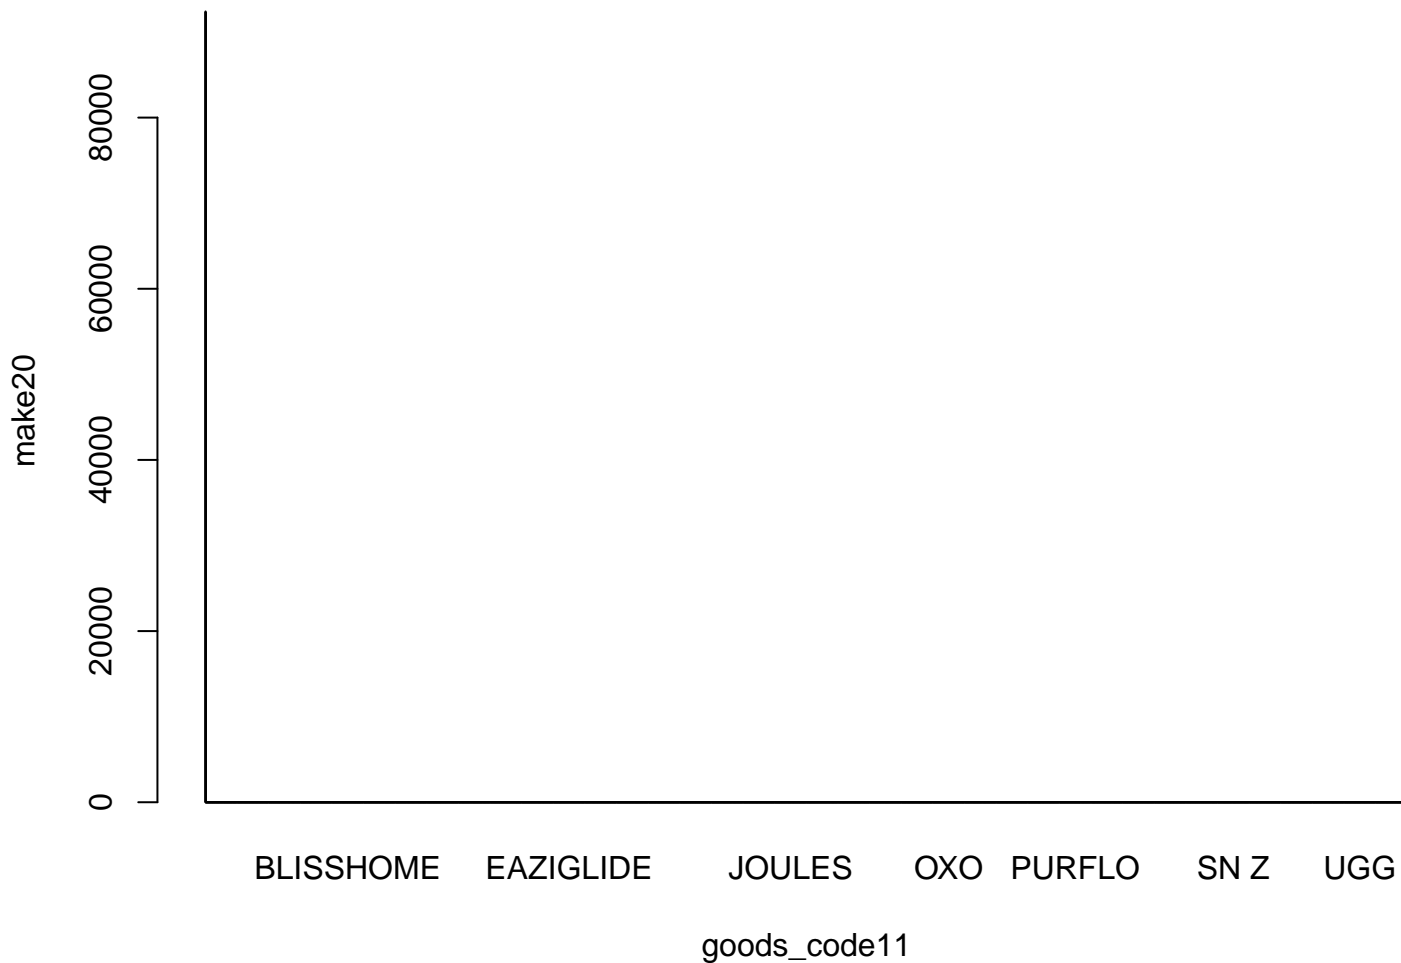 80000
60000
40000
20000
0
make20
BLISSHOME EAZIGLIDE JOULES OXO PURFLO SN Z UGG
goods_code11